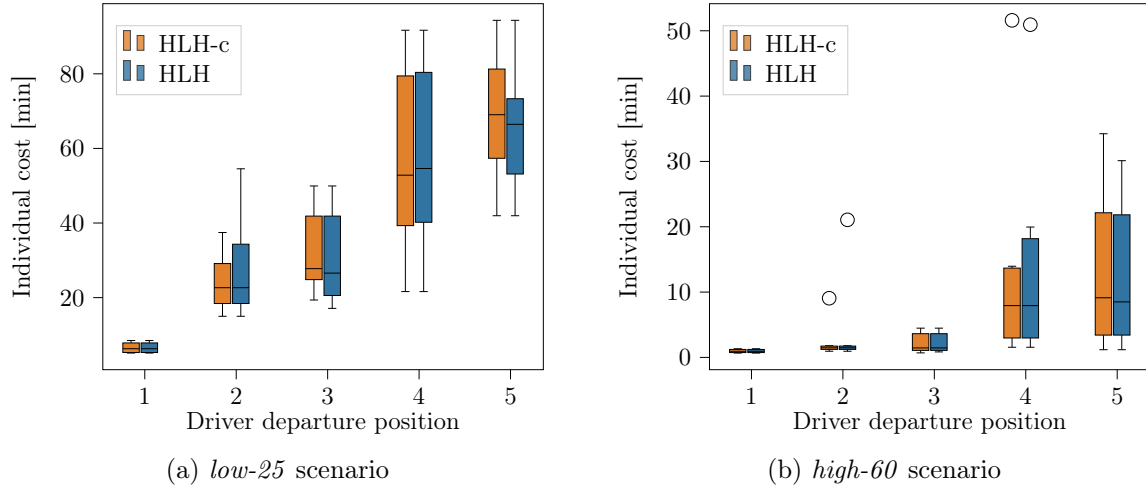 HLH-c
HLH
80
60
40
20
Individual cost [min]
1 2 3 4 5
Driver departure position
(a) low-25 scenario
HLH-c
HLH
50
40
30
20
10
0
Individual cost [min]
1 2 3 4 5
Driver departure position
(b) high-60 scenario